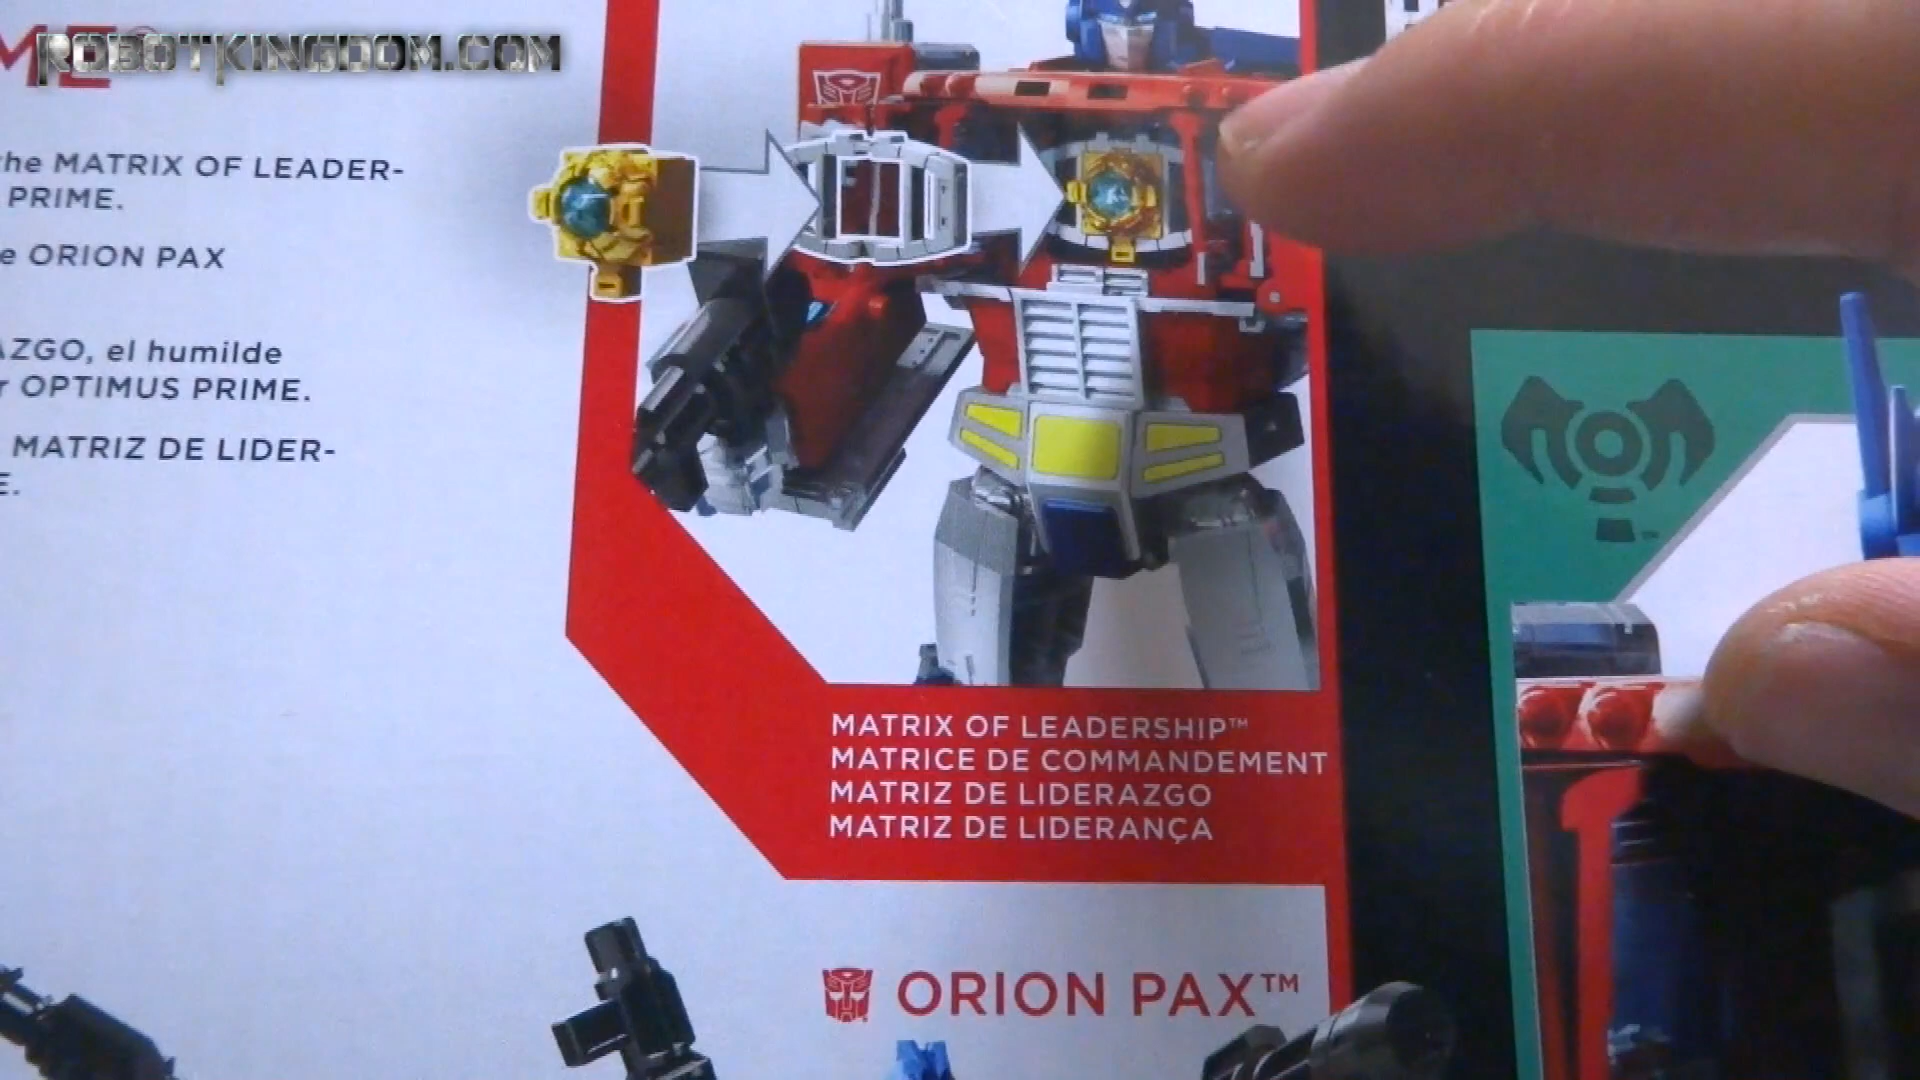 ROBOTKINGDOM.COM
the MATRIX OF LEADER-
PRIME.
e ORION PAX
AZGO, el humilde
r OPTIMUS PRIME.
MATRIZ DE LIDER-
E.
MATRIX OF LEADERSHIP™
MATRICE DE COMMANDEMENT
MATRIZ DE LIDERAZGO
MATRIZ DE LIDERANÇA
ORION PAX™